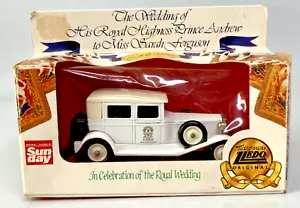 The Wedding of
His Royal Highness Prince Andrew
to Miss Sarah Ferguson
Sunday
LLEDO
ORIGINAL
In Celebration of the Royal Wedding